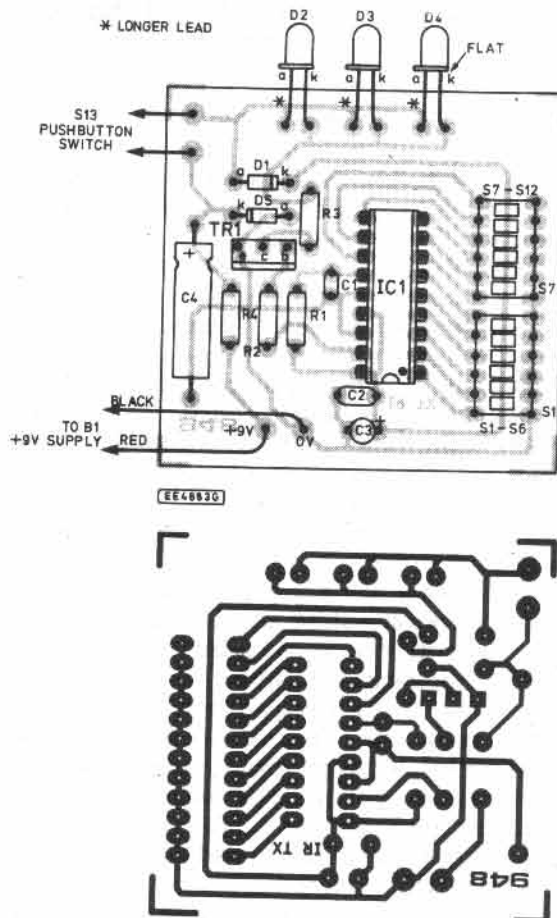 D2 D3 D4
* LONGER LEAD
FLAT
a k a k a k
* * *
S13
PUSHBUTTON
SWITCH
D1
a k
S7-S12
k D5 a
R3
TR1
e c b
+
C4
C1
IC1
S7
R4 R1
R2
BLACK
C2
S1
948
TO B1
+9V
SUPPLY RED
+9V 0V
C3 +
S1-S6
EE4883G
IR TX
948